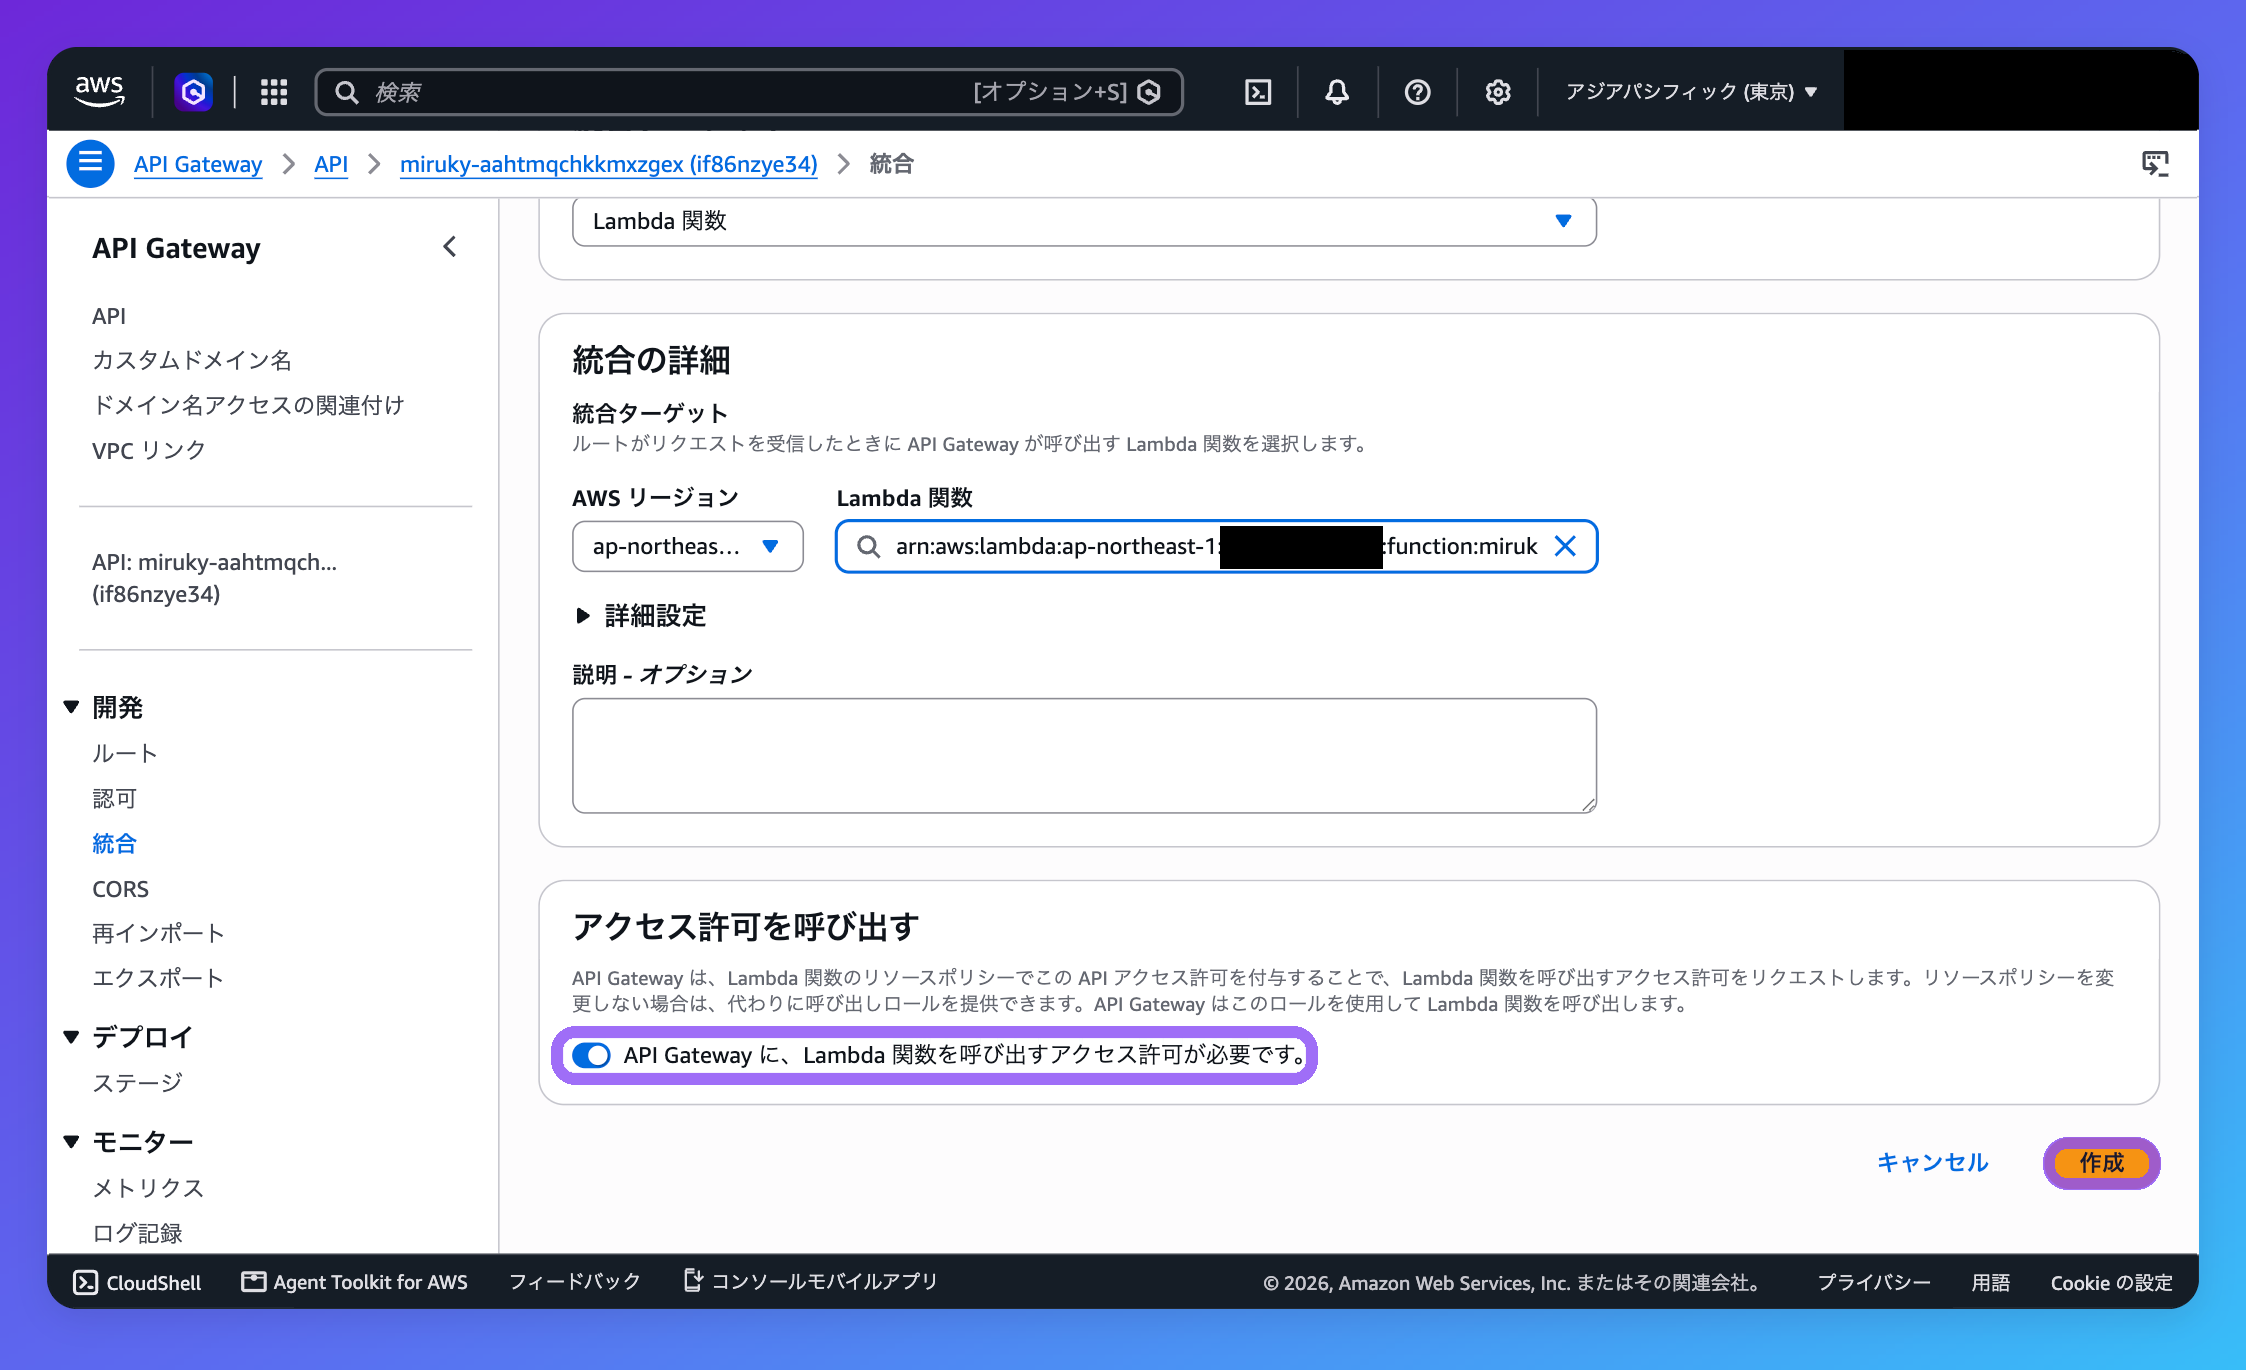 aws
検索
[オプション+S]
アジアパシフィック (東京) ▼
API Gateway > API > miruky-aahtmqchkkmxzgex (if86nzye34) > 統合
API Gateway
API
カスタムドメイン名
ドメイン名アクセスの関連付け
VPC リンク
API: miruky-aahtmqch...
(if86nzye34)
▼ 開発
ルート
認可
統合
CORS
再インポート
エクスポート
▼ デプロイ
ステージ
▼ モニター
メトリクス
ログ記録
Lambda 関数
統合の詳細
統合ターゲット
ルートがリクエストを受信したときに API Gateway が呼び出す Lambda 関数を選択します。
AWS リージョン
Lambda 関数
ap-northeas...
arn:aws:lambda:ap-northeast-1: :function:miruk
詳細設定
説明 - オプション
アクセス許可を呼び出す
API Gateway は、Lambda 関数のリソースポリシーでこの API アクセス許可を付与することで、Lambda 関数を呼び出すアクセス許可をリクエストします。リソースポリシーを変
更しない場合は、代わりに呼び出しロールを提供できます。API Gateway はこのロールを使用して Lambda 関数を呼び出します。
API Gateway に、Lambda 関数を呼び出すアクセス許可が必要です。
キャンセル
作成
CloudShell
Agent Toolkit for AWS
フィードバック
コンソールモバイルアプリ
© 2026, Amazon Web Services, Inc. またはその関連会社。
プライバシー
用語
Cookie の設定